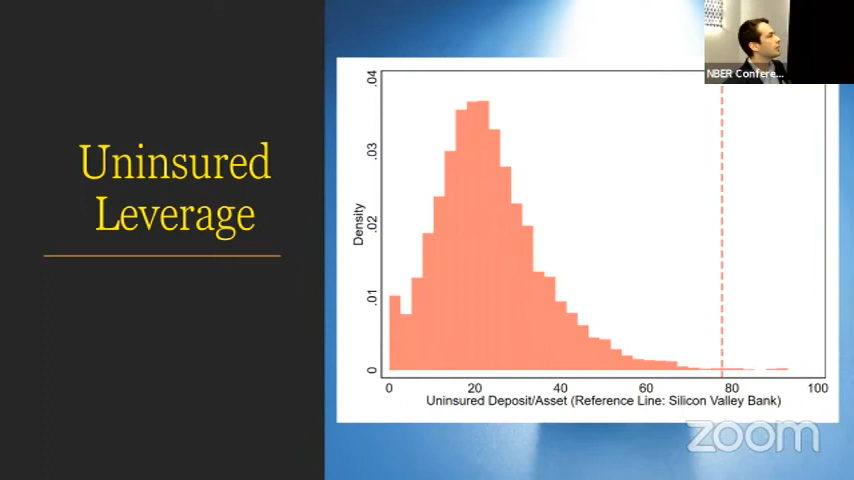 Uninsured
Leverage
NBER Confere...
.04
.03
.02
.01
0
Density
0 20 40 60 80 100
Uninsured Deposit/Asset (Reference Line: Silicon Valley Bank)
zoom